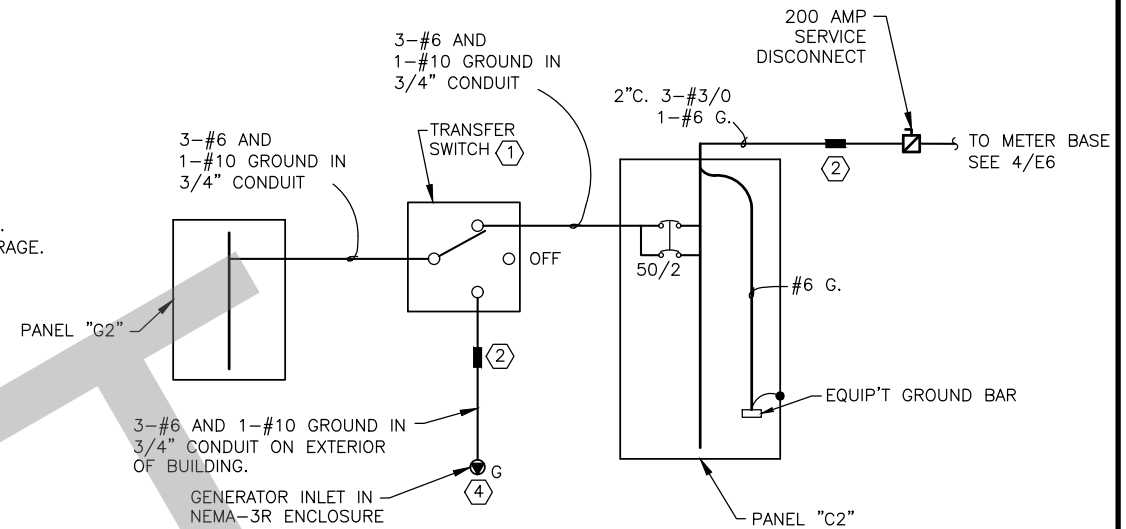 200 AMP
SERVICE
DISCONNECT
3-#6 AND
1-#10 GROUND IN
3/4" CONDUIT
2"C. 3-#3/0
1-#6 G.
TRANSFER
SWITCH 1
3-#6 AND
1-#10 GROUND IN
3/4" CONDUIT
TO METER BASE
SEE 4/E6
2
.
RAGE.
OFF
50/2
#6 G.
PANEL "G2"
2
EQUIP'T GROUND BAR
3-#6 AND 1-#10 GROUND IN
3/4" CONDUIT ON EXTERIOR
OF BUILDING.
G
4
GENERATOR INLET IN
NEMA-3R ENCLOSURE
PANEL "C2"